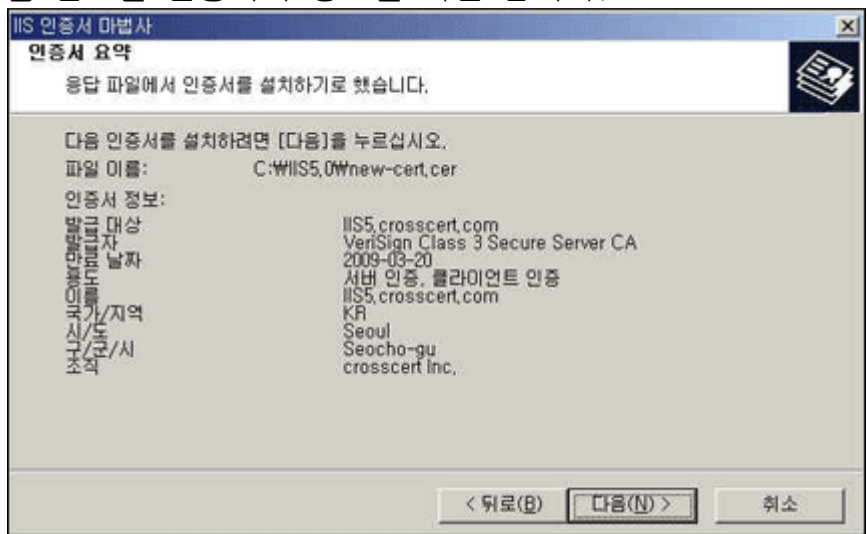 IIS 인증서 마법사
인증서 요약
응답 파일에서 인증서를 설치하기로 했습니다.
다음 인증서를 설치하려면 [다음]을 누르십시오.
파일 이름: C:₩IIS5.0₩new-cert.cer
인증서 정보:
발급 대상 IIS5.crosscert.com
발급자 VeriSign Class 3 Secure Server CA
만료 날짜 2009-03-20
용도 서버 인증, 클라이언트 인증
이름 IIS5.crosscert.com
국가/지역 KR
시/도 Seoul
구/군/시 Seocho-gu
조직 crosscert Inc.
< 뒤로(B) 다음(N) > 취소